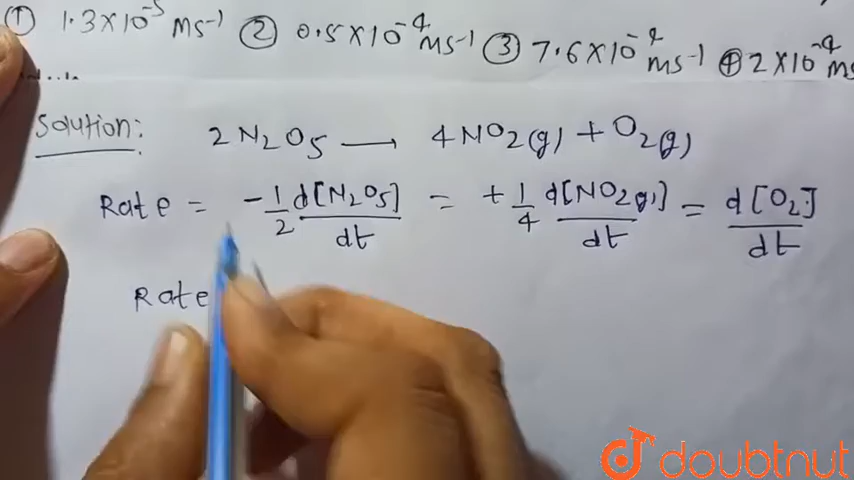 ① 1.3×10⁻⁵ Ms⁻¹ ② 0.5×10⁻⁴ Ms⁻¹ ③ 7.6×10⁻⁴ Ms⁻¹ ④ 2×10⁻⁴ Ms
Solution:
2N₂O₅ → 4NO₂(g) + O₂(g)
Rate = -1/2 d[N₂O₅]/dt = +1/4 d[NO₂(g)]/dt = d[O₂]/dt
Rate
doubtnut